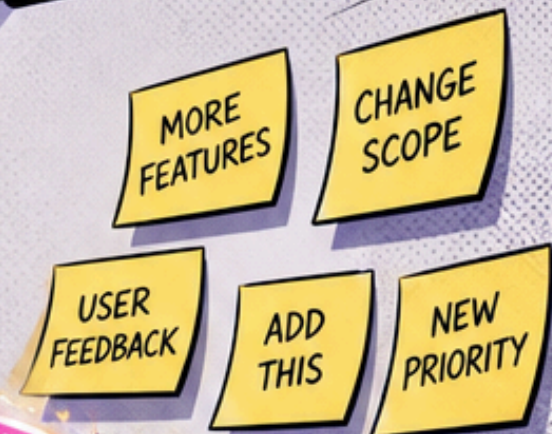 MORE
FEATURES
CHANGE
SCOPE
USER
FEEDBACK
ADD
THIS
NEW
PRIORITY